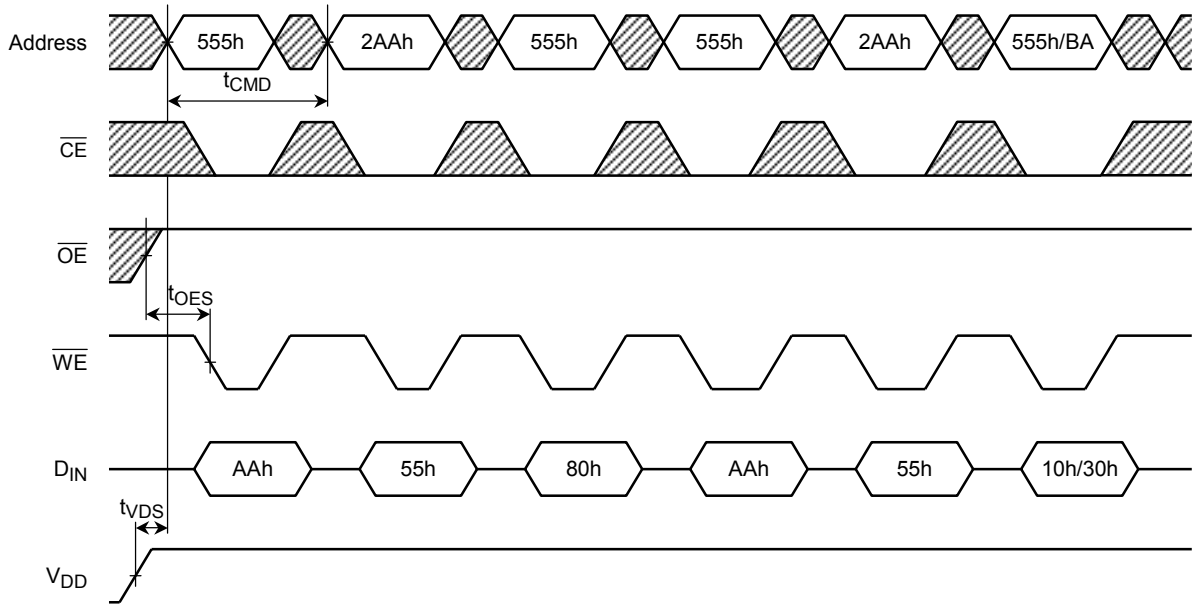 Address 555h 2AAh 555h 555h 2AAh 555h/BA
tCMD
CE
OE
tOES
WE
DIN AAh 55h 80h AAh 55h 10h/30h
tVDS
VDD